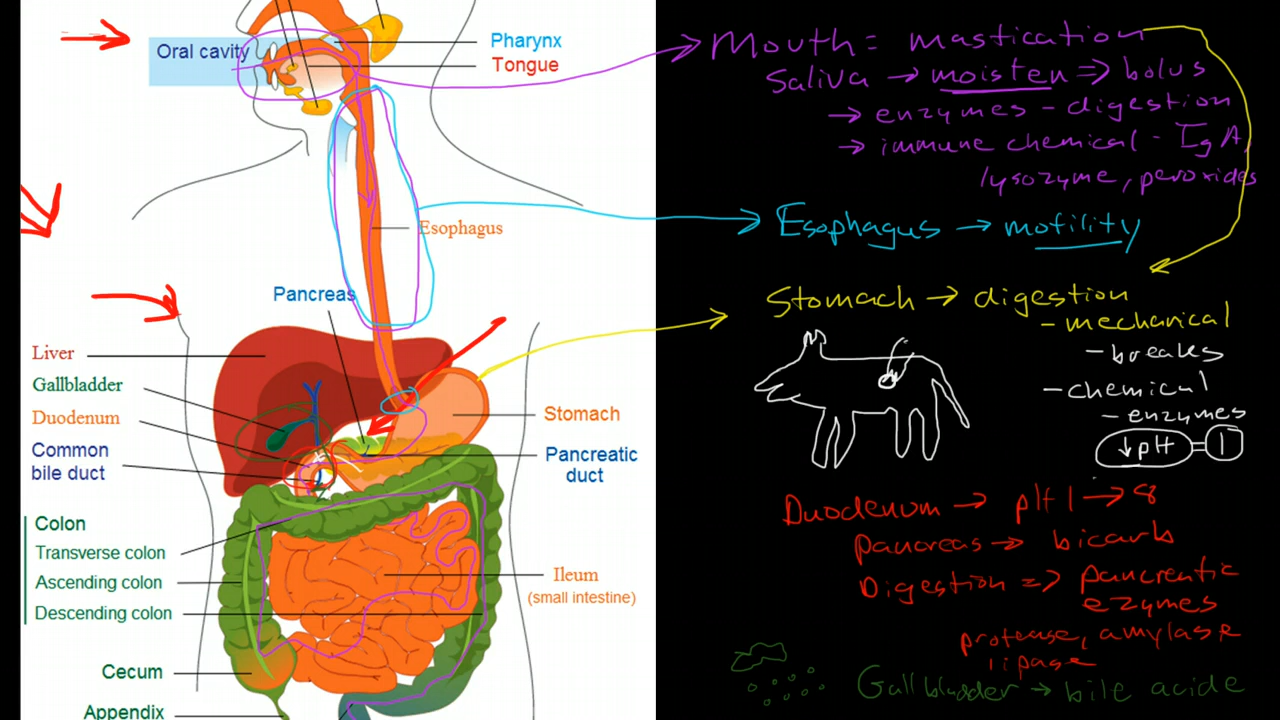 Oral cavity
Pharynx
Tongue
Esophagus
Pancreas
Liver
Gallbladder
Duodenum
Common
bile duct
Stomach
Pancreatic
duct
Colon
Transverse colon
Ascending colon
Descending colon
Ileum
(small intestine)
Cecum
Appendix
Mouth = mastication
Saliva → moisten ⇒ bolus
→ enzymes - digestion
→ immune chemical - IgA,
lysozyme, peroxides
Esophagus → motility
Stomach → digestion
- mechanical
- breaks
- chemical
- enzymes
↓pH = 1
Duodenum → pH 1 → 8
Pancreas → bicarb
Digestion ⇒ pancreatic
ezymes
protease, amylase
lipase
Gall bladder → bile acide